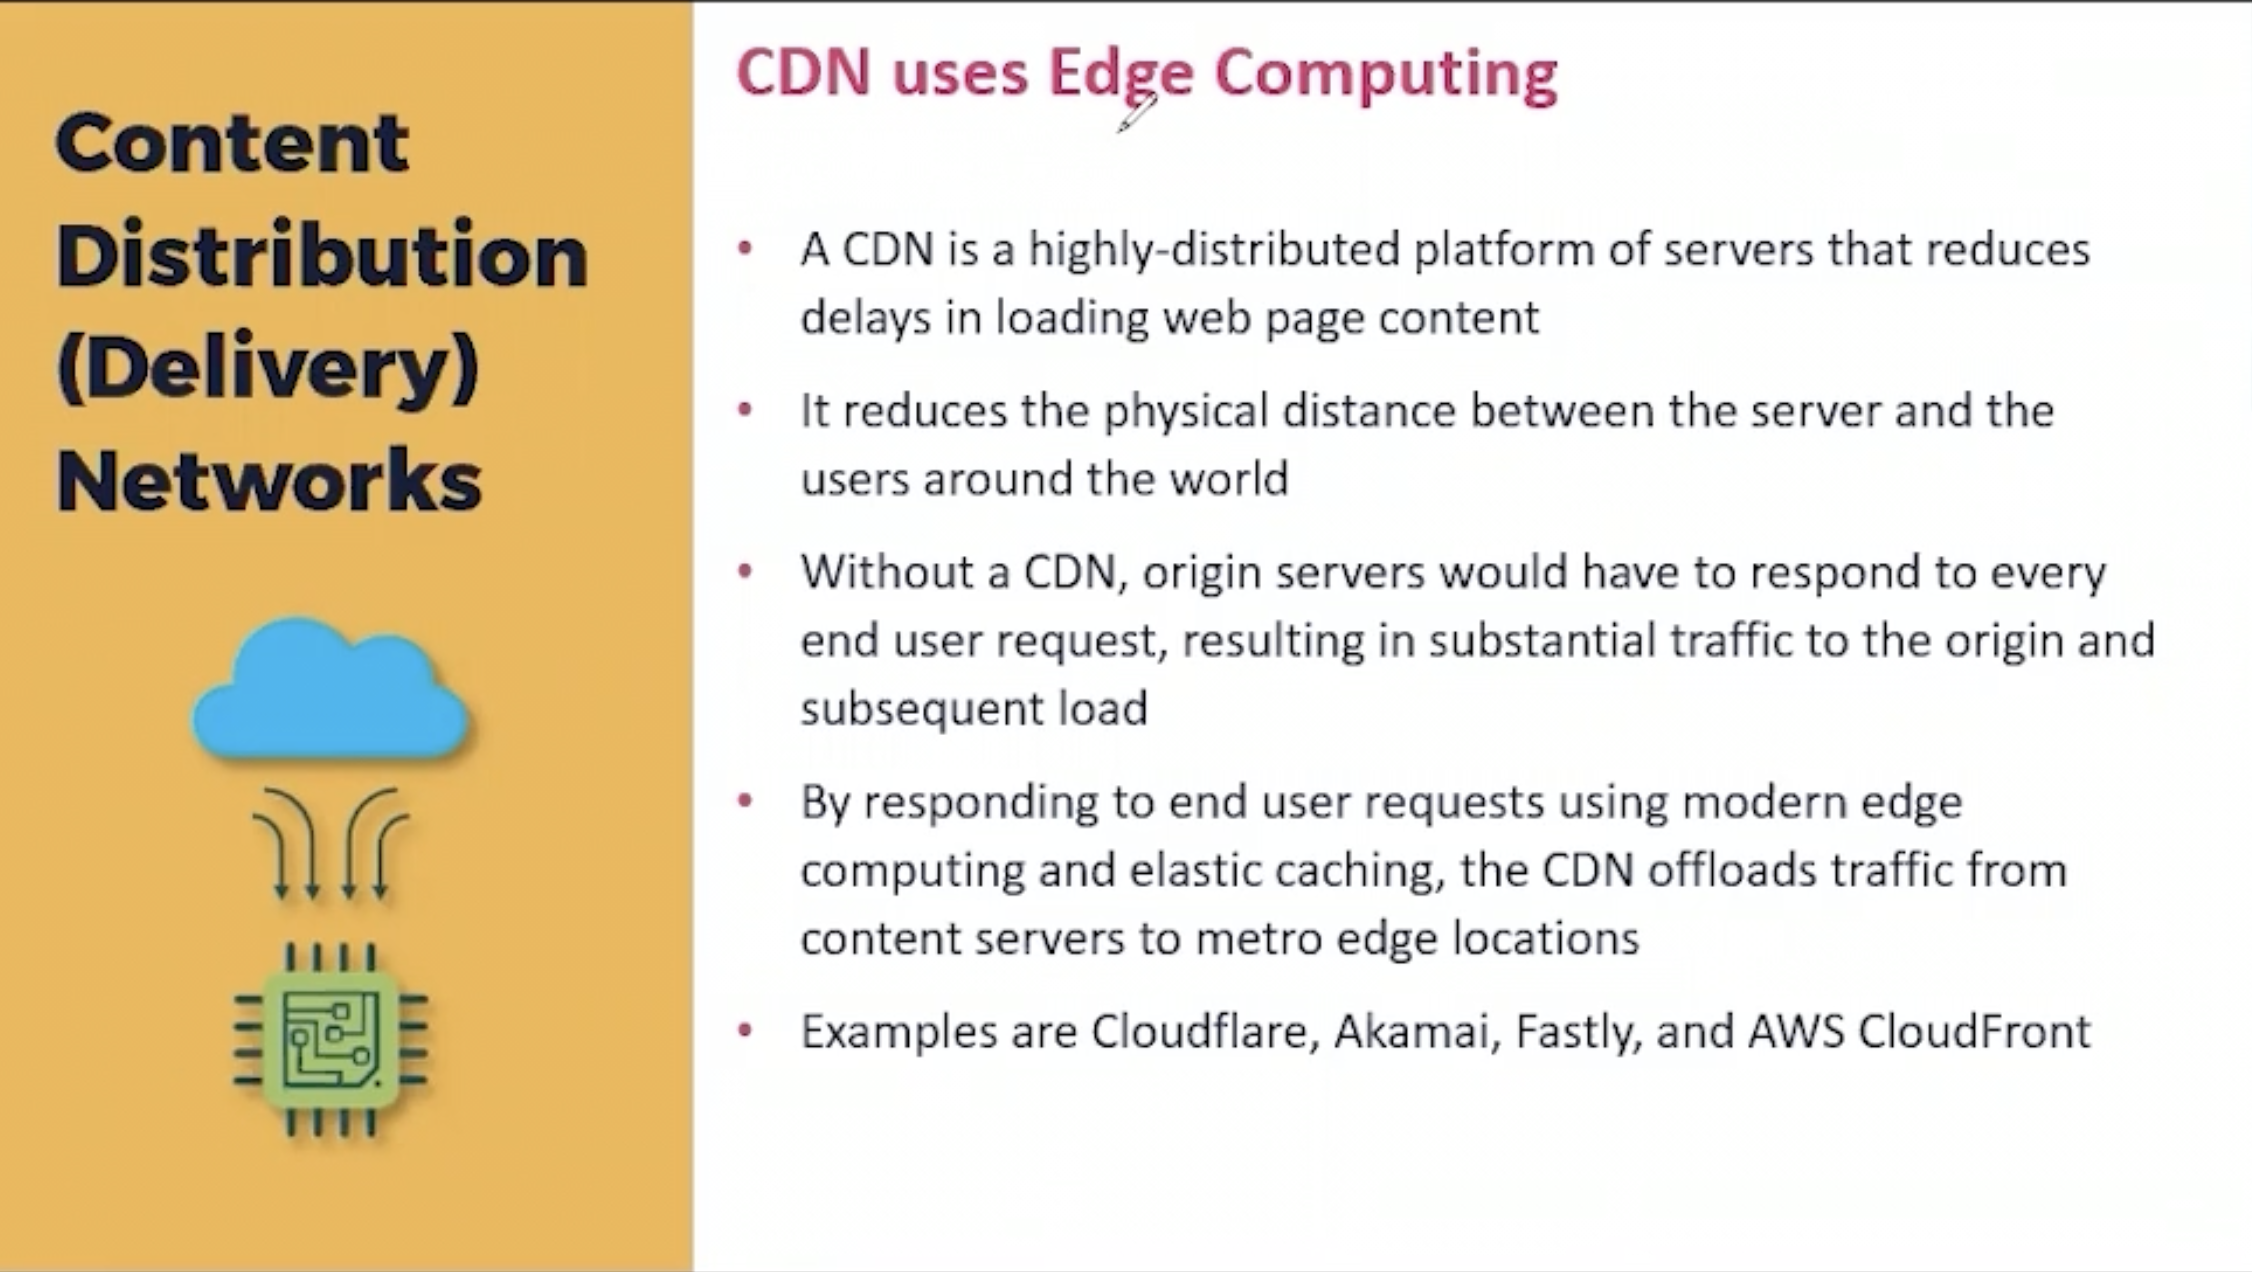 Content
Distribution
(Delivery)
Networks
CDN uses Edge Computing
• A CDN is a highly-distributed platform of servers that reduces
delays in loading web page content
• It reduces the physical distance between the server and the
users around the world
• Without a CDN, origin servers would have to respond to every
end user request, resulting in substantial traffic to the origin and
subsequent load
• By responding to end user requests using modern edge
computing and elastic caching, the CDN offloads traffic from
content servers to metro edge locations
• Examples are Cloudflare, Akamai, Fastly, and AWS CloudFront